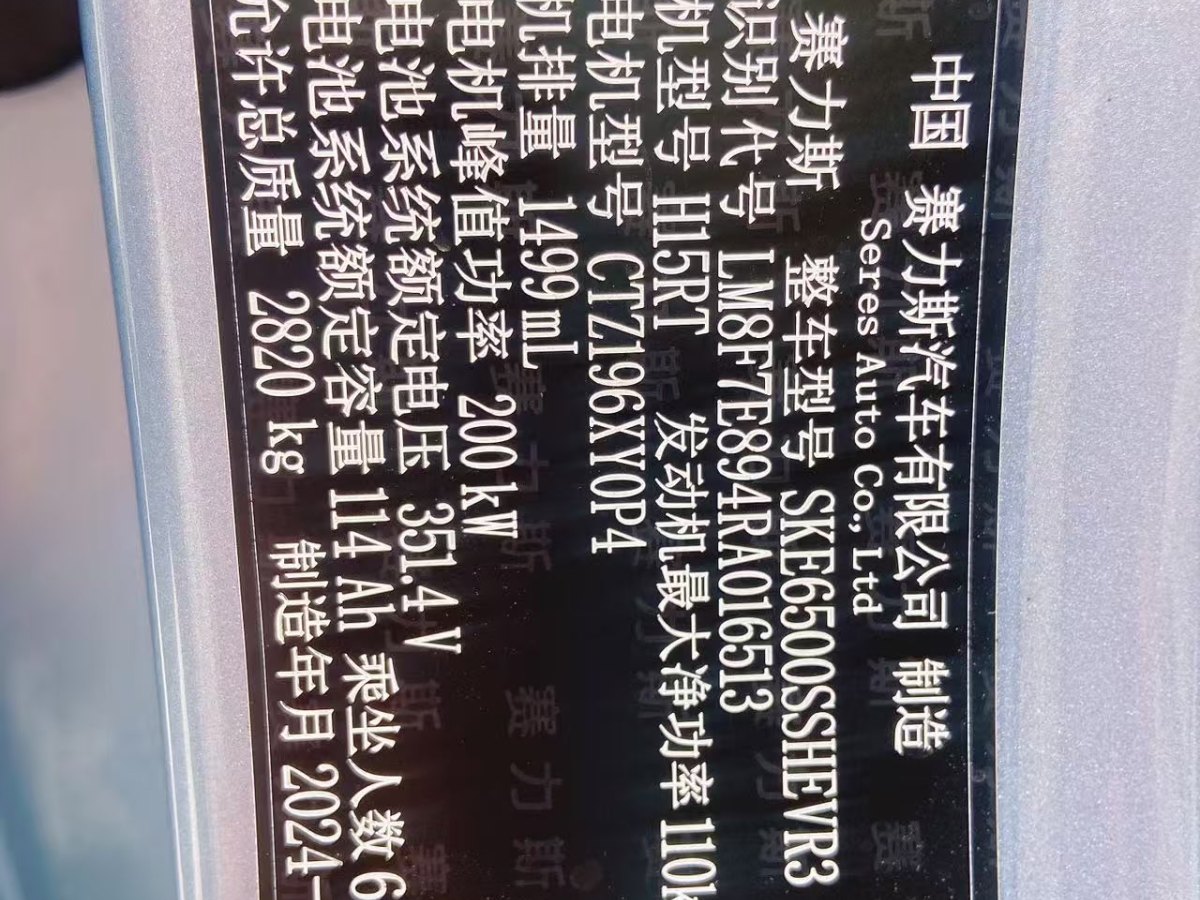 中国 赛力斯汽车有限公司 制造
Seres Auto Co., Ltd
赛力斯 整车型号 SKE6500SSHEVR3
识别代号 LM8F7E894RA016513
机型号 H15RT 发动机最大净功率 110k
电机型号 CTZ196XY0P4
机排量 1499 mL
电机峰值功率 200 kW
电池系统额定电压 351.4 V
电池系统额定容量 114 Ah 乘坐人数 6
允许总质量 2820 kg 制造年月 2024-